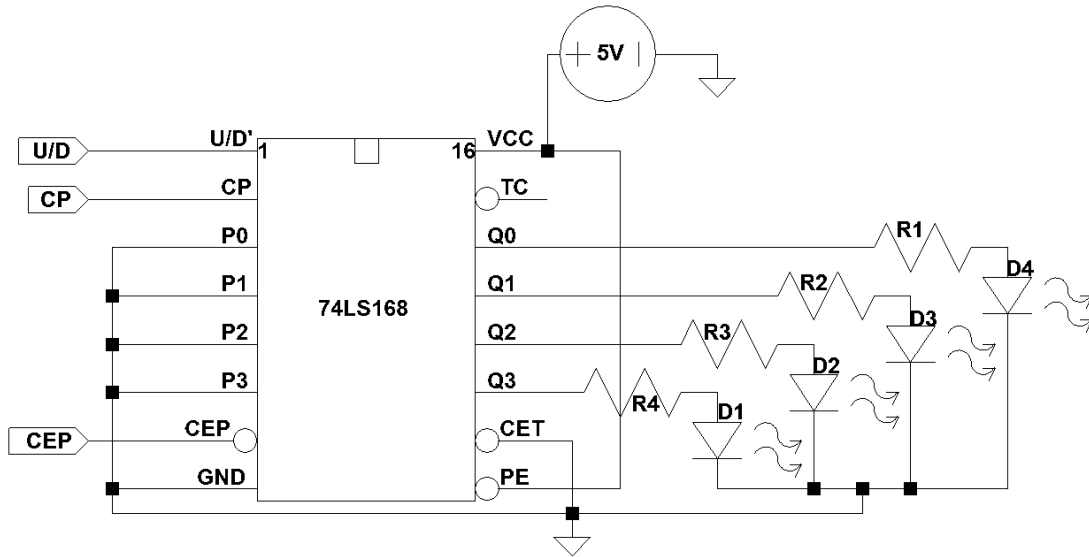 5V
U/D U/D' 1 16 VCC
CP CP TC
P0 Q0 R1
P1 Q1 R2 D4
74LS168
P2 Q2 R3 D3
P3 Q3 R4 D2
CEP CEP CET D1
GND PE